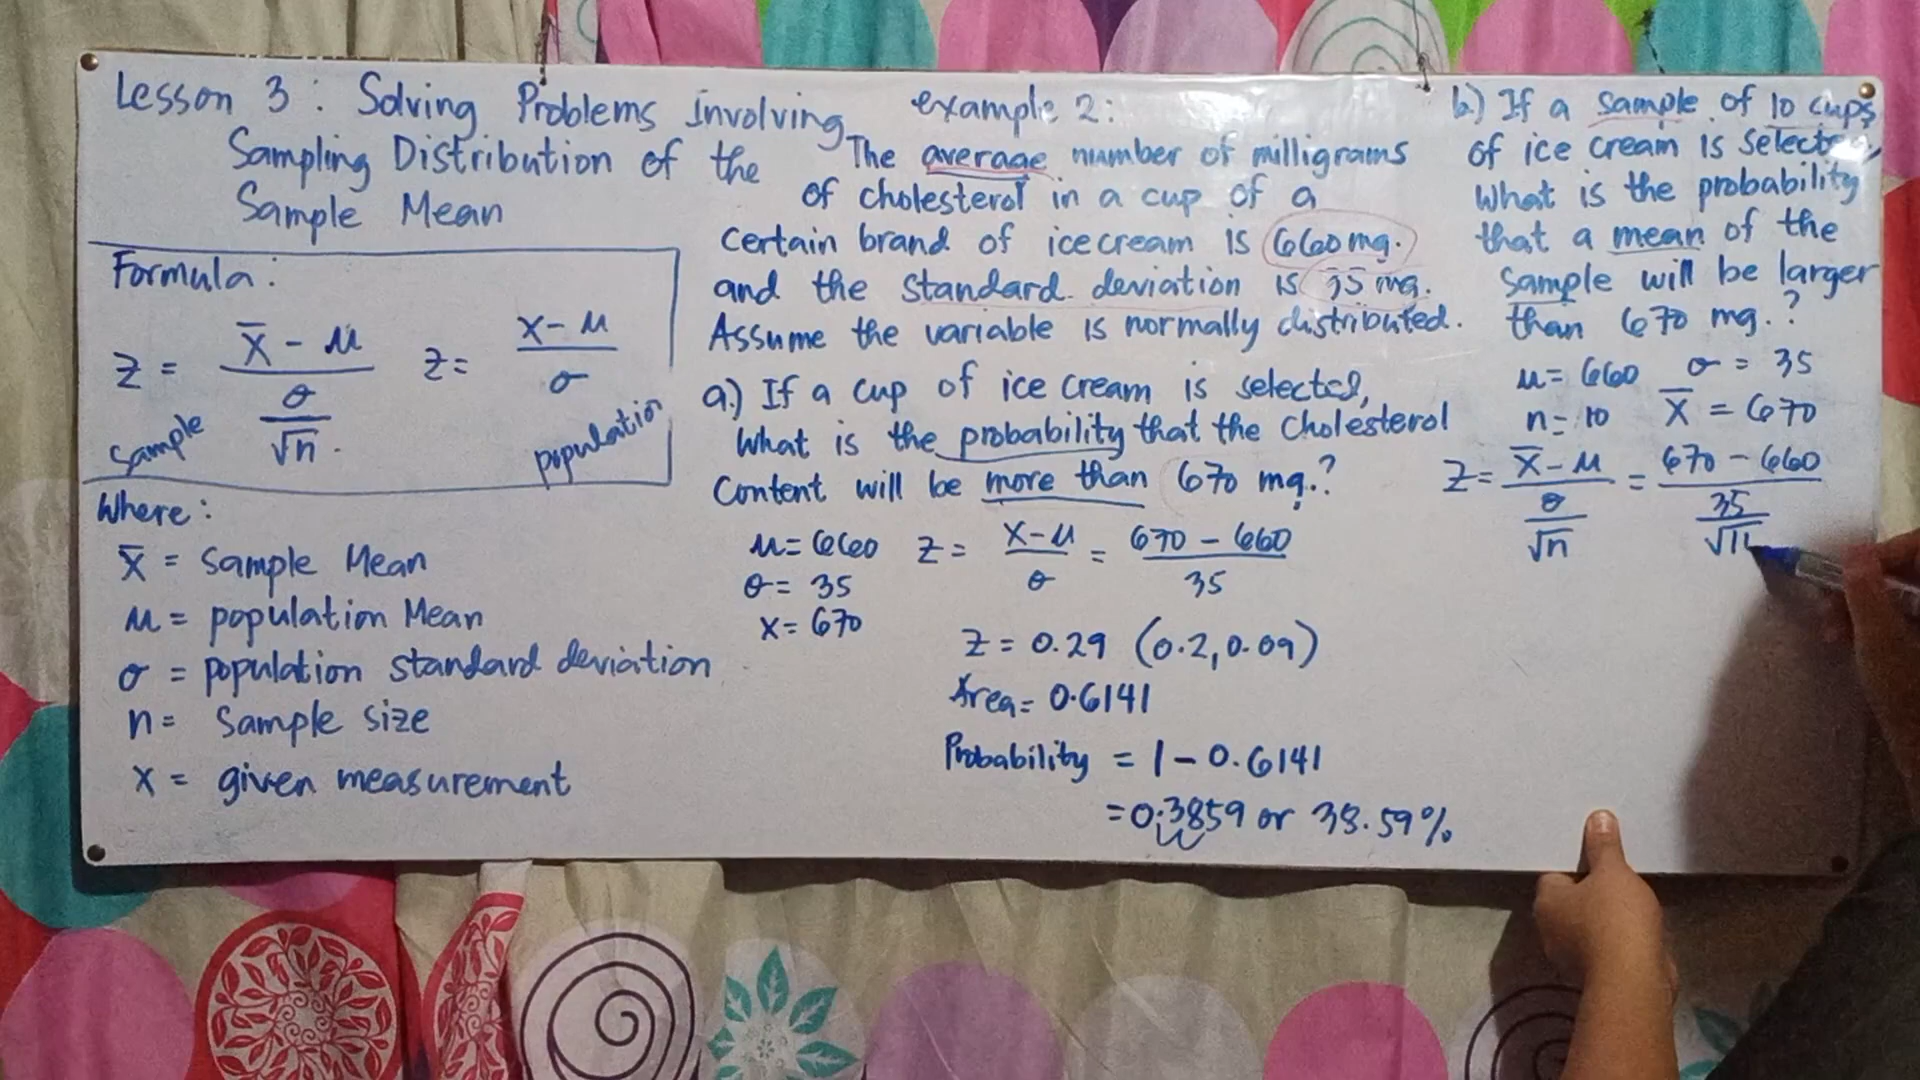 Lesson 3: Solving Problems Involving
Sampling Distribution of the
Sample Mean
Formula:
Z = X̄ - μ / σ/√n
Z = X - μ / σ
Sample
population
Where:
X̄ = Sample Mean
μ = population Mean
σ = population standard deviation
n = Sample size
X = given measurement
example 2:
The average number of milligrams
of cholesterol in a cup of a
certain brand of ice cream is 660 mg.
and the standard deviation is 35 mg.
Assume the variable is normally distributed.
a.) If a cup of ice cream is selected,
What is the probability that the Cholesterol
Content will be more than 670 mg.?
μ = 660
σ = 35
X = 670
Z = X - μ / σ = 670 - 660 / 35
Z = 0.29 (0.2, 0.09)
Area = 0.6141
Probability = 1 - 0.6141
= 0.3859 or 38.59%
b.) If a sample of 10 cups
of ice cream is selected
What is the probability
that a mean of the
sample will be larger
than 670 mg.?
μ = 660 σ = 35
n = 10 X̄ = 670
Z = X̄ - μ / σ/√n = 670 - 660 / 35/√1